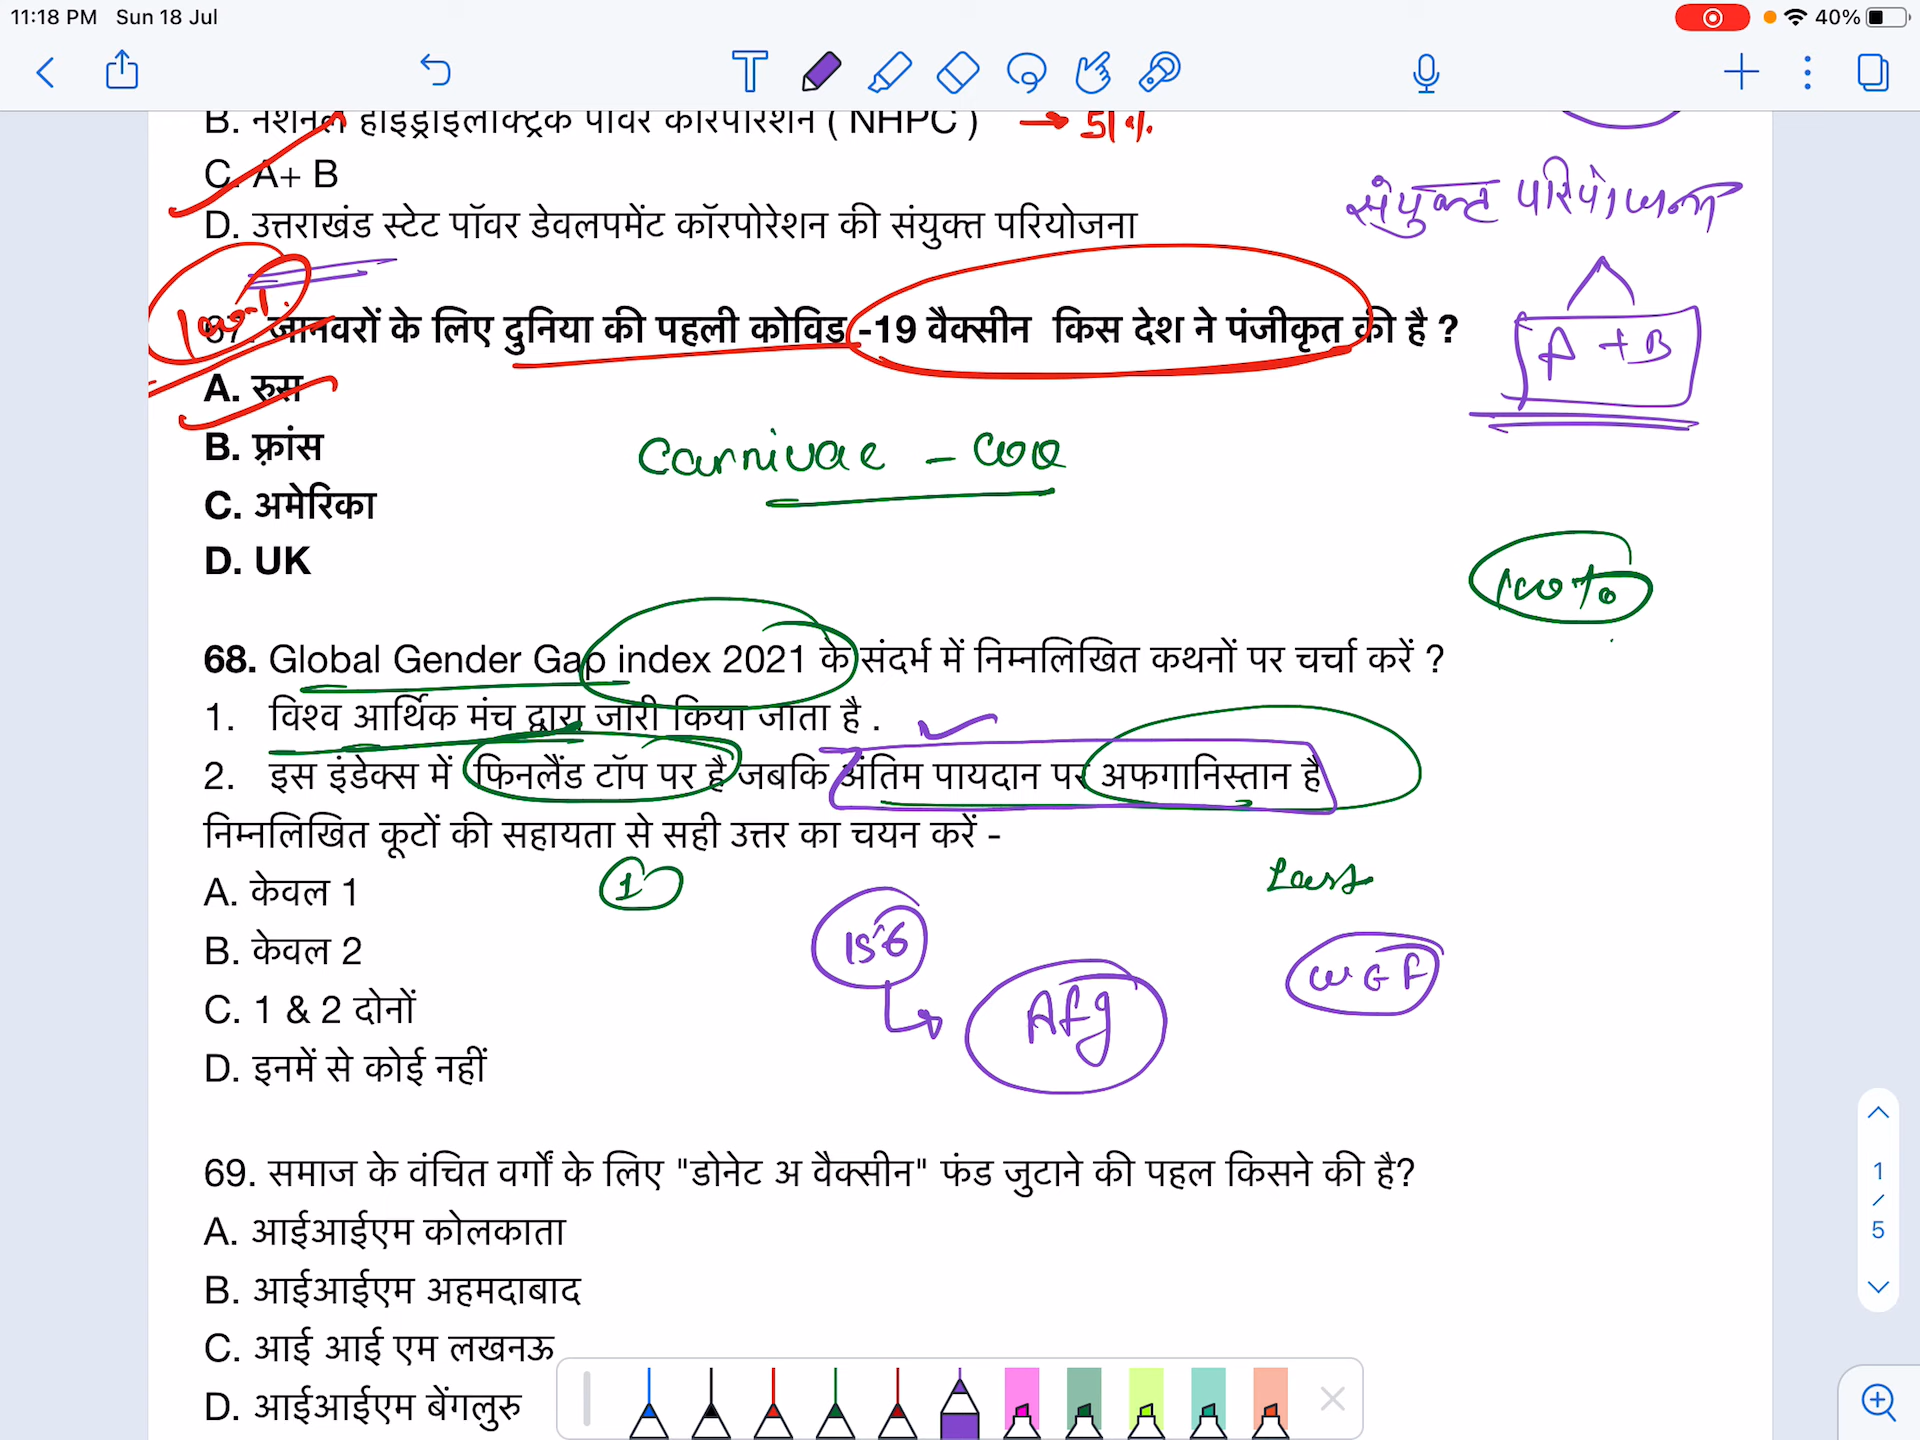 11:18 PM Sun 18 Jul
40%
B. नेशनल हाइड्रोइलेक्ट्रिक पॉवर कॉरपोरेशन ( NHPC ) → 51%
C. A+ B
संयुक्त परियोजना
D. उत्तराखंड स्टेट पॉवर डेवलपमेंट कॉरपोरेशन की संयुक्त परियोजना
67. जानवरों के लिए दुनिया की पहली कोविड -19 वैक्सीन किस देश ने पंजीकृत की है ?
A + B
A. रुस
B. फ़्रांस
Carnivac - cov
C. अमेरिका
D. UK
68. Global Gender Gap index 2021 के संदर्भ में निम्नलिखित कथनों पर चर्चा करें ?
1. विश्व आर्थिक मंच द्वारा जारी किया जाता है .
2. इस इंडेक्स में फिनलैंड टॉप पर है जबकि अंतिम पायदान पर अफगानिस्तान है
निम्नलिखित कूटों की सहायता से सही उत्तर का चयन करें -
A. केवल 1
1
Last
156
B. केवल 2
WEF
C. 1 & 2 दोनों
Afg
D. इनमें से कोई नहीं
69. समाज के वंचित वर्गों के लिए "डोनेट अ वैक्सीन" फंड जुटाने की पहल किसने की है?
A. आईआईएम कोलकाता
B. आईआईएम अहमदाबाद
C. आई आई एम लखनऊ
D. आईआईएम बेंगलुरु
1
/
5